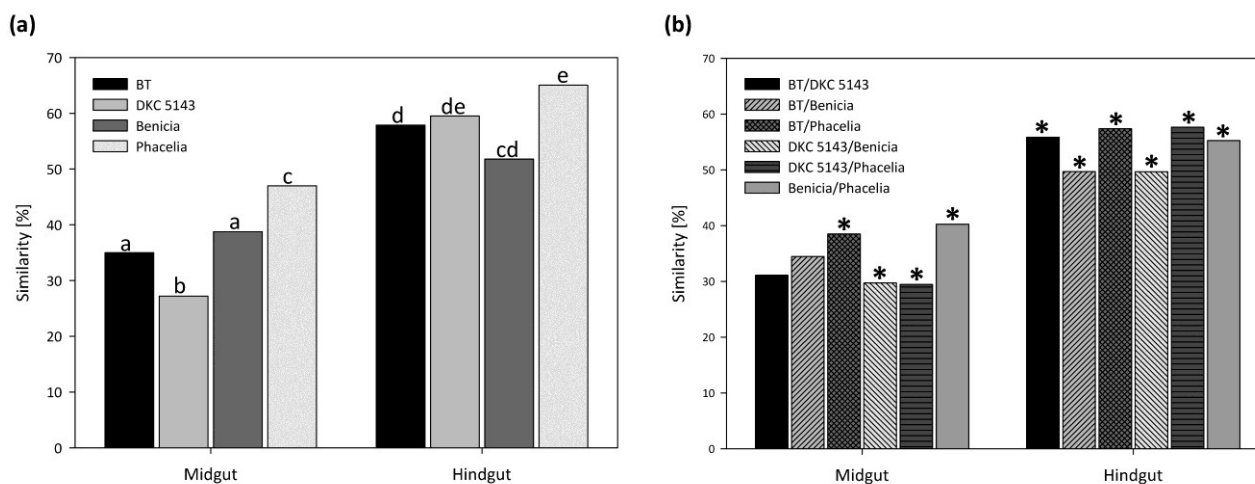 (a)
Similarity [%]
70
60
50
40
30
20
10
0
BT
DKC 5143
Benicia
Phacelia
a
b
a
c
d
de
cd
e
Midgut
Hindgut
(b)
Similarity [%]
70
60
50
40
30
20
10
0
BT/DKC 5143
BT/Benicia
BT/Phacelia
DKC 5143/Benicia
DKC 5143/Phacelia
Benicia/Phacelia
*
*
*
*
*
*
*
*
*
*
Midgut
Hindgut